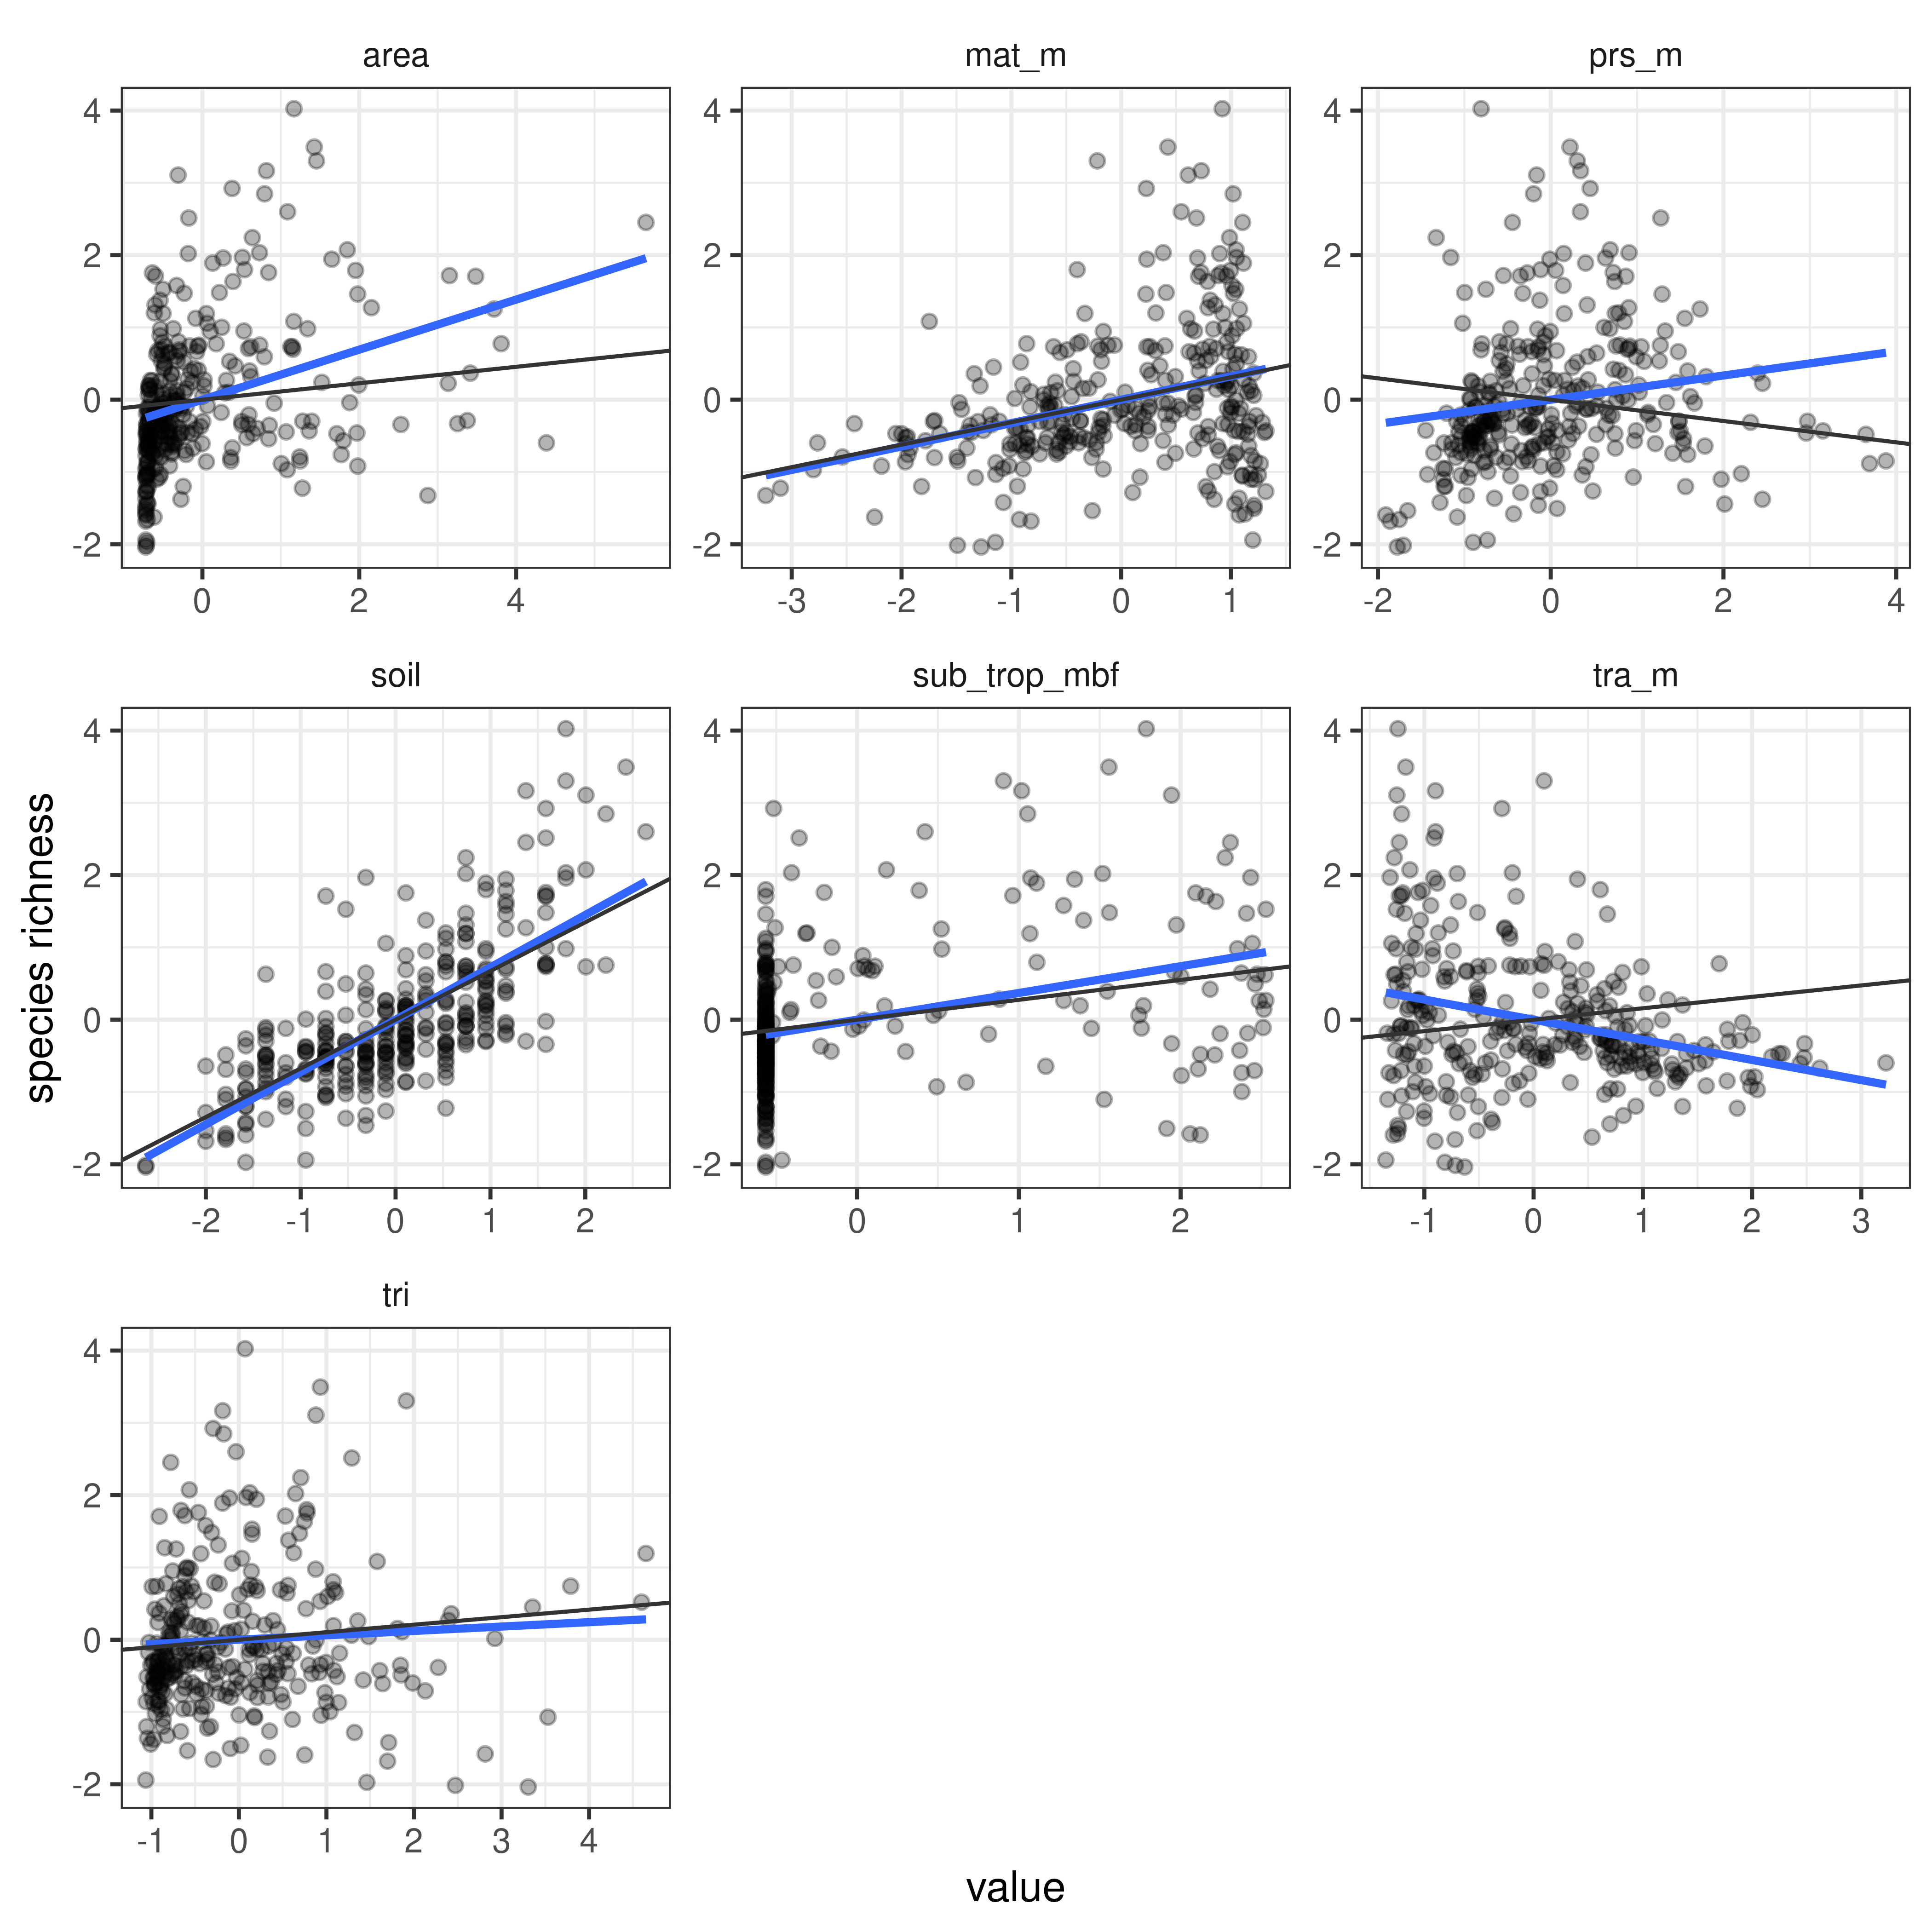 area mat_m prs_m
4 4 4
2 2 2
0 0 0
-2 -2 -2
0 2 4 -3 -2 -1 0 1 -2 0 2 4
soil sub_trop_mbf tra_m
4 4 4
2 2 2
0 0 0
-2 -2 -2
-2 -1 0 1 2 0 1 2 -1 0 1 2 3
species richness
tri
4
2
0
-2
-1 0 1 2 3 4
value